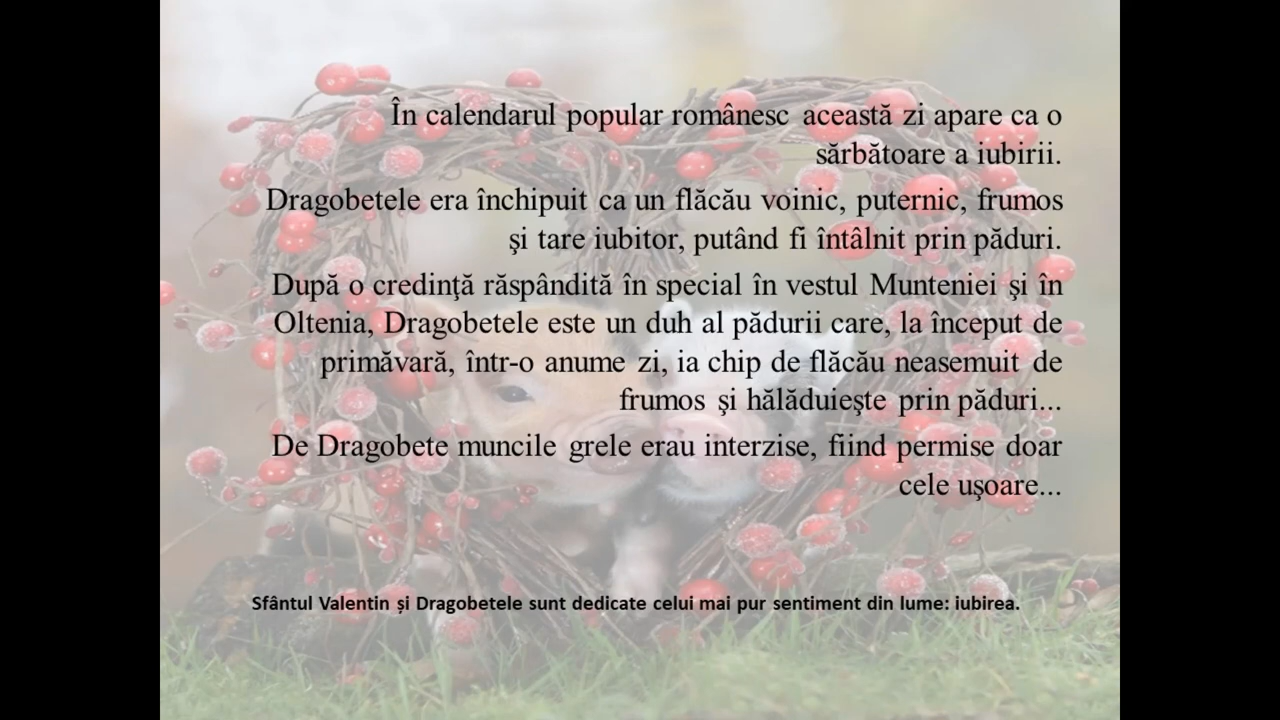 În calendarul popular românesc această zi apare ca o
sărbătoare a iubirii.
Dragobetele era închipuit ca un flăcău voinic, puternic, frumos
şi tare iubitor, putând fi întâlnit prin păduri.
După o credinţă răspândită în special în vestul Munteniei şi în
Oltenia, Dragobetele este un duh al pădurii care, la început de
primăvară, într-o anume zi, ia chip de flăcău neasemuit de
frumos şi hălăduieşte prin păduri...
De Dragobete muncile grele erau interzise, fiind permise doar
cele uşoare...
Sfântul Valentin și Dragobetele sunt dedicate celui mai pur sentiment din lume: iubirea.